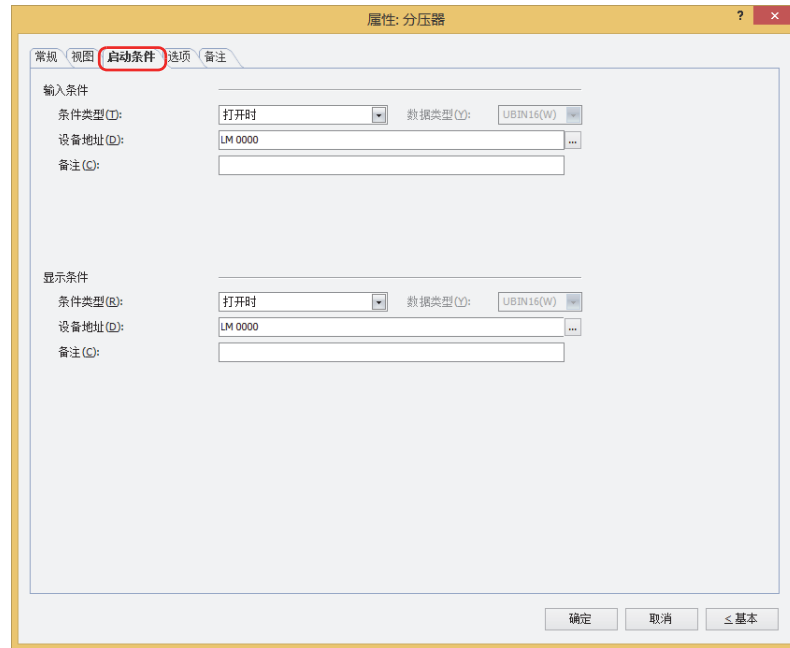 属性: 分压器
? ×
常规 视图 启动条件 选项 备注
输入条件
条件类型(T): 打开时 数据类型(Y): UBIN16(W)
设备地址(D): LM 0000 ...
备注(C):
显示条件
条件类型(R): 打开时 数据类型(Y): UBIN16(W)
设备地址(D): LM 0000 ...
备注(C):
确定 取消 ≤基本